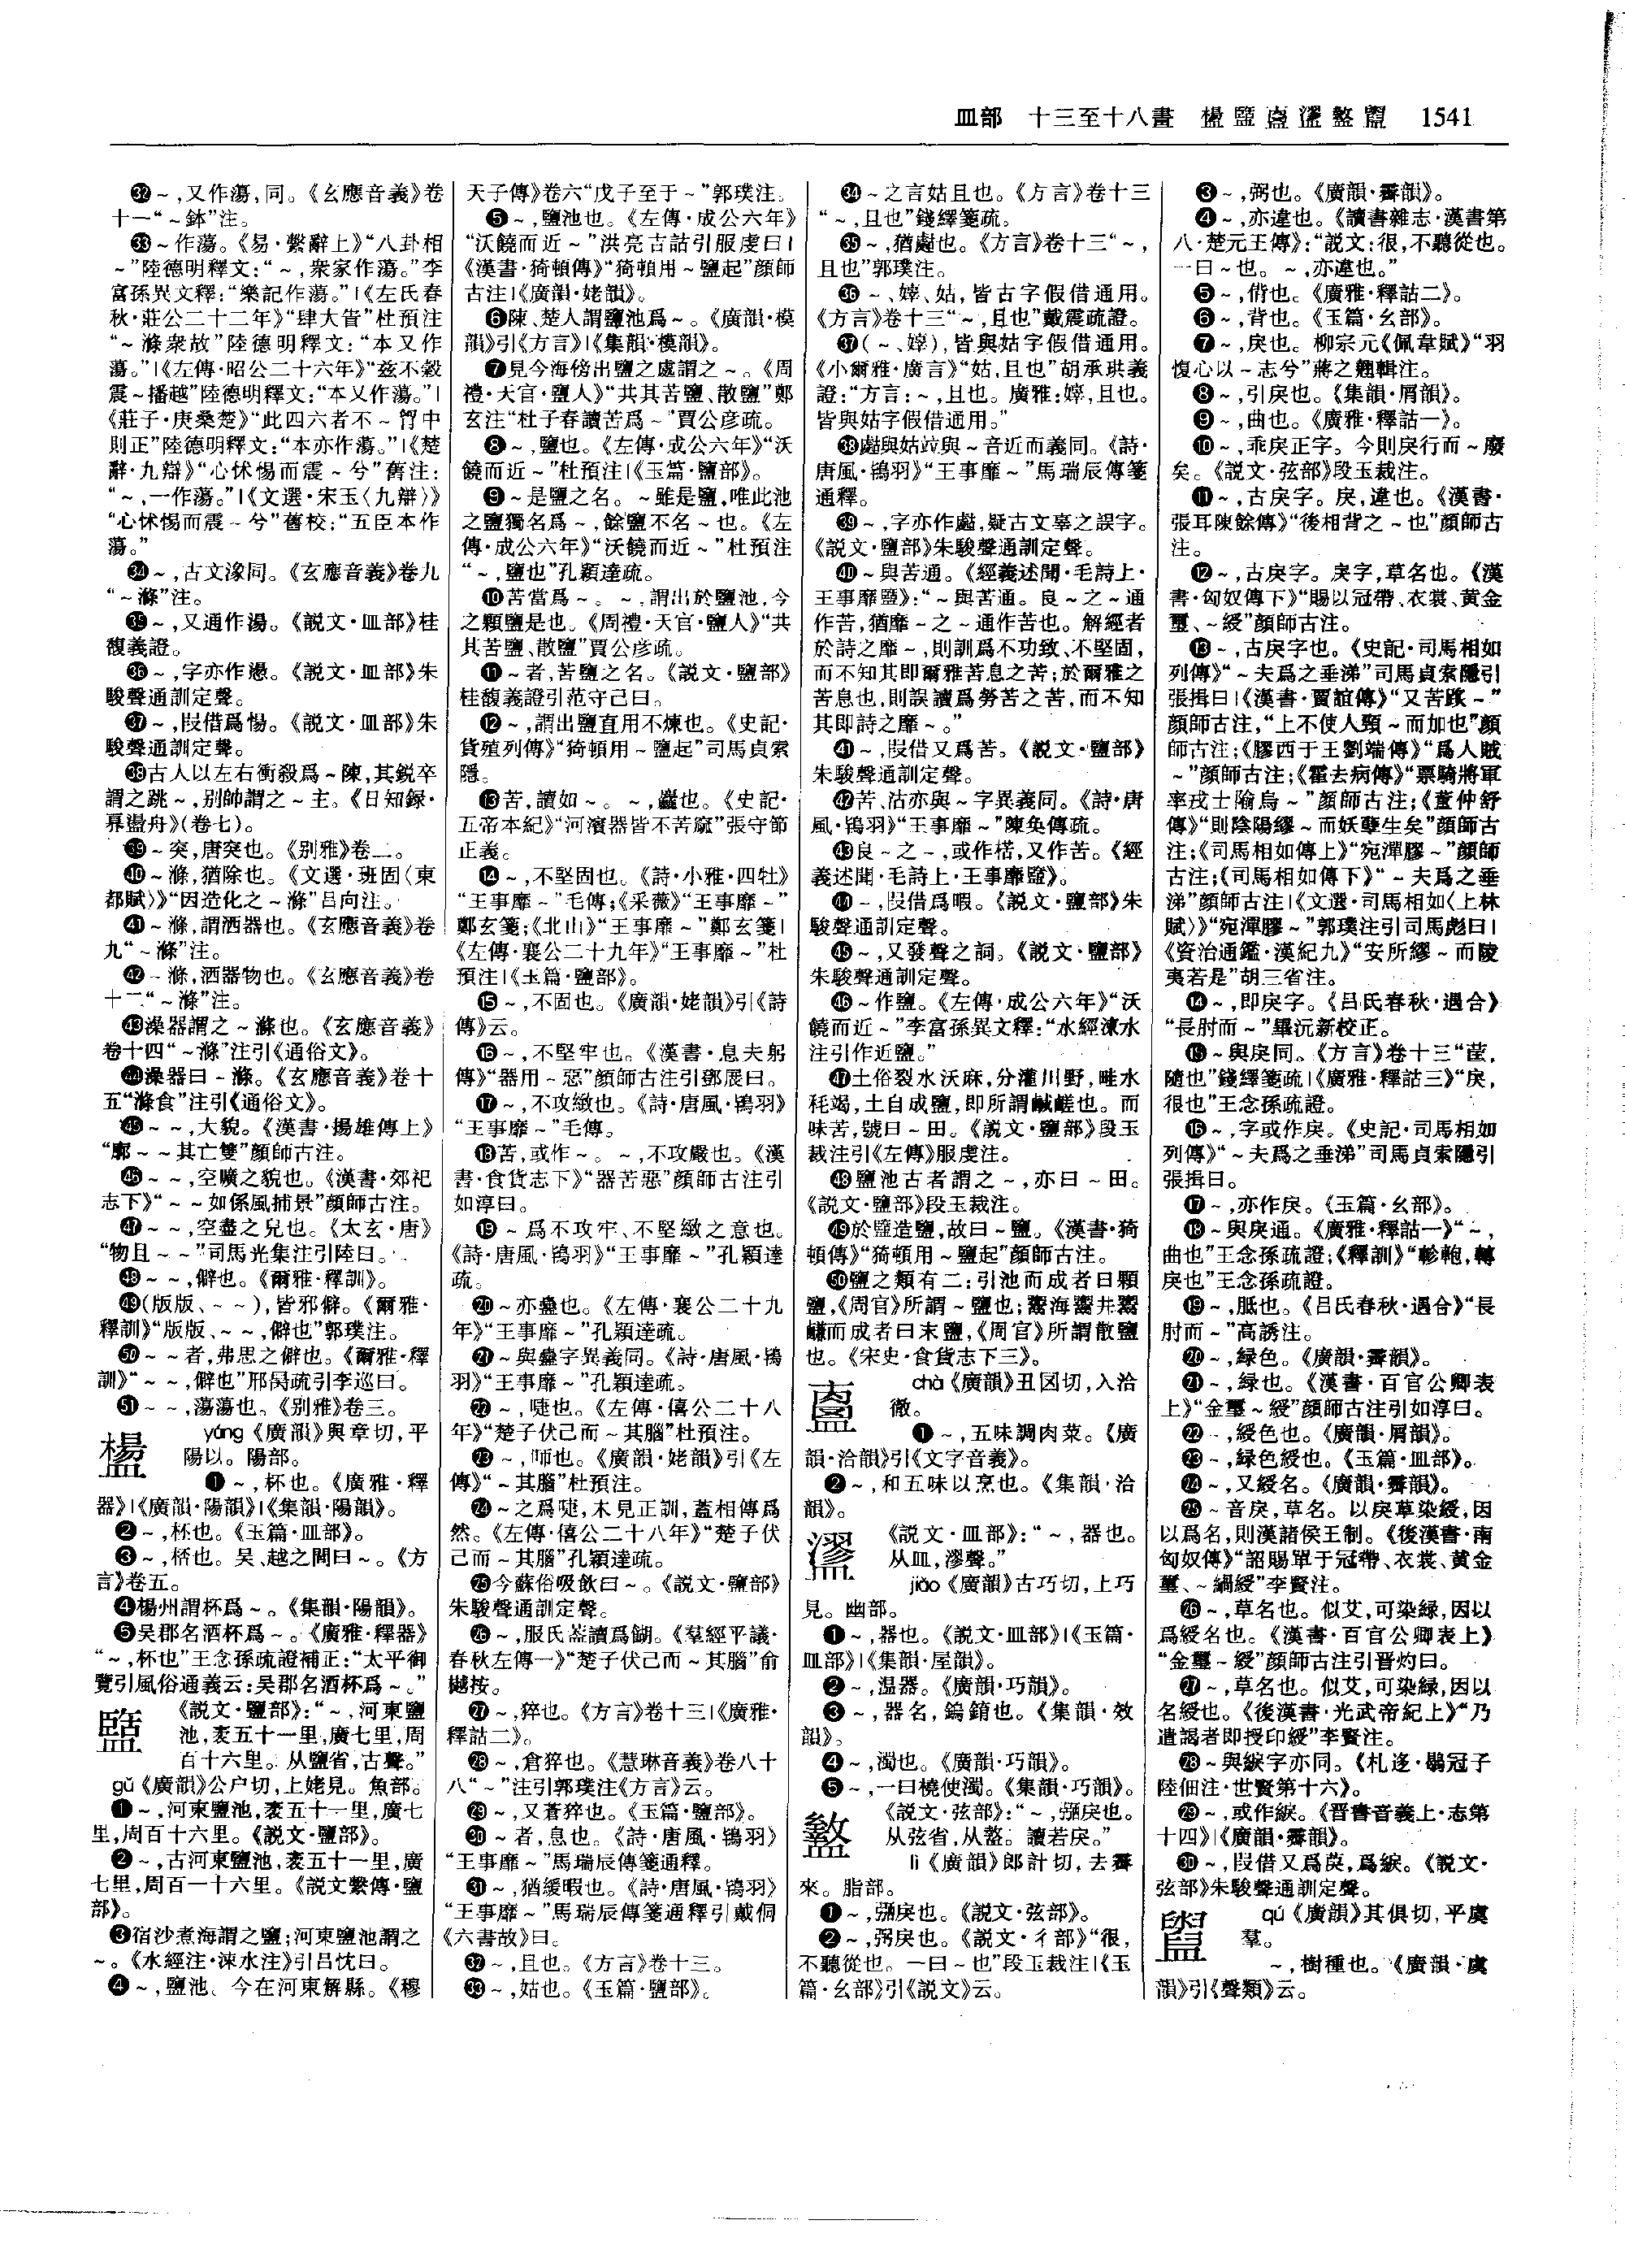 皿部　十三至十八畫　㯋盬𥂁𥃇盭㿿　1541
㉜～,又作蕩,同。《玄應音義》卷
十一“～鉢”注。
㉝～作蕩。《易·繫辭上》“八卦相
～”陸德明釋文:“～,衆家作蕩。”李
富孫異文釋:“樂記作蕩。”|《左氏春
秋·莊公二十二年》“肆大眚”杜預注
“～滌衆故”陸德明釋文:“本又作
蕩。”|《左傳·昭公二十六年》“兹不穀
震～播越”陸德明釋文:“本又作蕩。”|
《莊子·庚桑楚》“此四六者不～胷中
則正”陸德明釋文:“本亦作蕩。”|《楚
辭·九辯》“心怵惕而震～兮”舊注:
“～,一作蕩。”|《文選·宋玉〈九辯〉》
“心怵惕而震～兮”舊校:“五臣本作
蕩。”
㉞～,古文潒同。《玄應音義》卷九
“～滌”注。
㉟～,又通作湯。《説文·皿部》桂
馥義證。
㊱～,字亦作愓。《説文·皿部》朱
駿聲通訓定聲。
㊲～,叚借爲惕。《説文·皿部》朱
駿聲通訓定聲。
㊳古人以左右衝殺爲～陳,其鋭卒
謂之跳～,别帥謂之～主。《日知録·
奡盪舟》(卷七)。
㊴～突,唐突也。《别雅》卷二。
㊵～滌,猶除也。《文選·班固〈東
都賦〉》“因造化之～滌”吕向注。
㊶～滌,謂洒器也。《玄應音義》卷
九“～滌”注。
㊷～滌,洒器物也。《玄應音義》卷
十二“～滌”注。
㊸澡器謂之～滌也。《玄應音義》
卷十四“～滌”注引《通俗文》。
㊹澡器曰～滌。《玄應音義》卷十
五“滌食”注引《通俗文》。
㊺～～,大貌。《漢書·揚雄傳上》
“廓～～其亡雙”顔師古注。
㊻～～,空曠之貌也。《漢書·郊祀
志下》“～～如係風捕景”顔師古注。
㊼～～,空盡之皃也。《太玄·唐》
“物且～～”司馬光集注引陸曰。
㊽～～,僻也。《爾雅·釋訓》。
㊾(版版、～～),皆邪僻。《爾雅·
釋訓》“版版、～～,僻也”郭璞注。
㊿～～者,弗思之僻也。《爾雅·釋
訓》“～～,僻也”邢昺疏引李巡曰。
51～～,蕩蕩也。《别雅》卷三。
yáng《廣韻》與章切,平
陽以。陽部。
❶～,杯也。《廣雅·釋
器》|《廣韻·陽韻》|《集韻·陽韻》。
❷～,杯也。《玉篇·皿部》。
❸～,桮也。吴、越之間曰～。《方
言》卷五。
❹楊州謂杯爲～。《集韻·陽韻》。
❺吴郡名酒杯爲～。《廣雅·釋器》
“～,杯也”王念孫疏證補正:“太平御
覽引風俗通義云:吴郡名酒杯爲～。”
盬
《説文·鹽部》:“～,河東鹽
池,袤五十一里,廣七里,周
百十六里。从鹽省,古聲。”
gǔ《廣韻》公户切,上姥見。魚部。
❶～,河東鹽池,袤五十一里,廣七
里,周百十六里。《説文·鹽部》。
❷～,古河東鹽池,袤五十一里,廣
七里,周百一十六里。《説文繫傳·鹽
部》。
❸宿沙煮海謂之鹽;河東鹽池謂之
～。《水經注·涑水注》引吕忱曰。
❹～,鹽池、今在河東解縣。《穆
天子傳》卷六“戊子至于～”郭璞注。
❺～,鹽池也。《左傳·成公六年》
“沃饒而近～”洪亮吉詁引服虔曰|
《漢書·猗頓傳》“猗頓用～鹽起”顔師
古注|《廣韻·姥韻》。
❻陳、楚人謂鹽池爲～。《廣韻·模
韻》引《方言》|《集韻·模韻》。
❼見今海傍出鹽之處謂之～。《周
禮·天官·鹽人》“共其苦鹽、散鹽”鄭
玄注“杜子春讀苦爲～”賈公彦疏。
❽～,鹽也。《左傳·成公六年》“沃
饒而近～”杜預注|《玉篇·鹽部》。
❾～是鹽之名。～雖是鹽,唯此池
之鹽獨名爲～,餘鹽不名～也。《左
傳·成公六年》“沃饒而近～”杜預注
“～,鹽也”孔穎達疏。
❿苦當爲～。～,謂出於鹽池,今
之顆鹽是也。《周禮·天官·鹽人》“共
其苦鹽、散鹽”賈公彦疏。
⓫～者,苦鹽之名。《説文·鹽部》
桂馥義證引范守己曰。
⓬～,謂出鹽直用不煉也。《史記·
貨殖列傳》“猗頓用～鹽起”司馬貞索
隱。
⓭苦,讀如～。～,麤也。《史記·
五帝本紀》“河濱器皆不苦窳”張守節
正義。
⓮～,不堅固也。《詩·小雅·四牡》
“王事靡～”毛傳;《采薇》“王事靡～”
鄭玄箋;《北山》“王事靡～”鄭玄箋|
《左傳·襄公二十九年》“王事靡～”杜
預注|《玉篇·鹽部》。
⓯～,不固也。《廣韻·姥韻》引《詩
傳》云。
⓰～,不堅牢也。《漢書·息夫躬
傳》“器用～惡”顔師古注引鄧展曰。
⓱～,不攻緻也。《詩·唐風·鴇羽》
“王事靡～”毛傳。
⓲苦,或作～。～,不攻嚴也。《漢
書·食貨志下》“器苦惡”顔師古注引
如淳曰。
⓳～爲不攻牢、不堅緻之意也。
《詩·唐風·鴇羽》“王事靡～”孔穎達
疏。
⓴～亦蠱也。《左傳·襄公二十九
年》“王事靡～”孔穎達疏。
㉑～與蠱字異義同。《詩·唐風·鴇
羽》“王事靡～”孔穎達疏。
㉒～,啑也。《左傳·僖公二十八
年》“楚子伏己而～其腦”杜預注。
㉓～,咂也。《廣韻·姥韻》引《左
傳》“～其腦”杜預注。
㉔～之爲啑,未見正訓,蓋相傳爲
然。《左傳·僖公二十八年》“楚子伏
己而～其腦”孔穎達疏。
㉕今蘇俗吸飲曰～。《説文·鹽部》
朱駿聲通訓定聲。
㉖～,服氏葢讀爲餬。《羣經平議·
春秋左傳一》“楚子伏己而～其腦”俞
樾按。
㉗～,猝也。《方言》卷十三|《廣雅·
釋詁二》。
㉘～,倉猝也。《慧琳音義》卷八十
八“～”注引郭璞注《方言》云。
㉙～,又蒼猝也。《玉篇·鹽部》。
㉚～者,息也。《詩·唐風·鴇羽》
“王事靡～”馬瑞辰傳箋通釋。
㉛～,猶緩暇也。《詩·唐風·鴇羽》
“王事靡～”馬瑞辰傳箋通釋引戴侗
《六書故》曰。
㉜～,且也。《方言》卷十三。
㉝～,姑也。《玉篇·鹽部》。
㉞～之言姑且也。《方言》卷十三
“～,且也”錢繹箋疏。
㉟～,猶𪉯也。《方言》卷十三“～,
且也”郭璞注。
㊱～、嫴、姑,皆古字假借通用。
《方言》卷十三“～,且也”戴震疏證。
㊲(～、嫴),皆與姑字假借通用。
《小爾雅·廣言》“姑,且也”胡承珙義
證:“方言:～,且也。廣雅:嫴,且也。
皆與姑字假借通用。”
與姑竝與～音近而義同。《詩·
唐風·鴇羽》“王事靡～”馬瑞辰傳箋
通釋。
㊴～,字亦作,疑古文辜之誤字。
《説文·鹽部》朱駿聲通訓定聲。
㊵～與苦通。《經義述聞·毛詩上·
王事靡盬》:“～與苦通。良～之～通
作苦,猶靡～之～通作苦也。解經者
於詩之靡～,則訓爲不功致、不堅固,
而不知其即爾雅苦息之苦;於爾雅之
苦息也,則誤讀爲勞苦之苦,而不知
其即詩之靡～。”
㊶～,叚借又爲苦。《説文·鹽部》
朱駿聲通訓定聲。
㊷苦、沽亦與～字異義同。《詩·唐
風·鴇羽》“王事靡～”陳奂傳疏。
㊸良～之～,或作楛,又作苦。《經
義述聞·毛詩上·王事靡盬》。
㊹～,叚借爲暇。《説文·鹽部》朱
駿聲通訓定聲。
㊺～,又發聲之詞。《説文·鹽部》
朱駿聲通訓定聲。
㊻～作鹽。《左傳·成公六年》“沃
饒而近～”李富孫異文釋:“水經涑水
注引作近鹽。”
㊼土俗裂水沃麻,分灌川野,畦水
秏竭,土自成鹽,即所謂鹹鹺也。而
味苦,號曰～田。《説文·鹽部》段玉
裁注引《左傳》服虔注。
㊽鹽池古者謂之～,亦曰～田。
《説文·鹽部》段玉裁注。
㊾於盬造鹽,故曰～鹽。《漢書·猗
頓傳》“猗頓用～鹽起”顔師古注。
㊿鹽之類有二:引池而成者曰顆
鹽,《周官》所謂～鹽也;鬻海鬻井鬻
鹻而成者曰末鹽,《周官》所謂散鹽
也。《宋史·食貨志下三》。
chà《廣韻》丑図切,入洽
徹。
❶～,五味調肉菜。《廣
韻·洽韻》引《文字音義》。
❷～,和五味以烹也。《集韻·洽
韻》。
《説文·皿部》:“～,器也。
从皿,漻聲。”
jiǎo《廣韻》古巧切,上巧
見。幽部。
❶～,器也。《説文·皿部》|《玉篇·
皿部》|《集韻·屋韻》。
❷～,温器。《廣韻·巧韻》。
❸～,器名,鎢錥也。《集韻·效
韻》。
❹～,濁也。《廣韻·巧韻》。
❺～,一曰橈使濁。《集韻·巧韻》。
盭
《説文·弦部》:“～,弻戾也。
从弦省,从盩。讀若戾。”
lì《廣韻》郎計切,去霽
來。脂部。
❶～,弻戾也。《説文·弦部》。
❷～,弼戾也。《説文·彳部》“很,
不聽從也。一曰～也”段玉裁注|《玉
篇·幺部》引《説文》云。
❸～,弼也。《廣韻·霽韻》。
❹～,亦違也。《讀書雜志·漢書第
八·楚元王傳》:“説文:很,不聽從也。
一曰～也。～,亦違也。”
❺～,偝也。《廣雅·釋詁二》。
❻～,背也。《玉篇·幺部》。
❼～,戾也。柳宗元《佩韋賦》“羽
愎心以～志兮”蔣之翹輯注。
❽～,引戾也。《集韻·屑韻》。
❾～,曲也。《廣雅·釋詁一》。
❿～,乖戾正字。今則戾行而～廢
矣。《説文·弦部》段玉裁注。
⓫～,古戾字。戾,違也。《漢書·
張耳陳餘傳》“後相背之～也”顔師古
注。
⓬～,古戾字。戾字,草名也。《漢
書·匈奴傳下》“賜以冠帶、衣裳、黄金
璽、～綬”顔師古注。
⓭～,古戾字也。《史記·司馬相如
列傳》“～夫爲之垂涕”司馬貞索隱引
張揖曰|《漢書·賈誼傳》“又苦蹠～”
顔師古注,“上不使人頸～而加也”顔
師古注;《膠西于王劉端傳》“爲人賊
～”顔師古注;《霍去病傳》“票騎將軍
率戎士隃烏～”顔師古注;《董仲舒
傳》“則陰陽繆～而妖孽生矣”顔師古
注;《司馬相如傳上》“宛潬膠～”顔師
古注;《司馬相如傳下》“～夫爲之垂
涕”顔師古注|《文選·司馬相如〈上林
賦〉》“宛潬膠～”郭璞注引司馬彪曰|
《資治通鑑·漢紀九》“安所繆～而陵
夷若是”胡三省注。
⓮～,即戾字。《吕氏春秋·遇合》
“長肘而～”畢沅新校正。
⓯～與戾同。《方言》卷十三“䓞,
隨也”錢繹箋疏|《廣雅·釋詁三》“戾,
很也”王念孫疏證。
⓰～,字或作戾。《史記·司馬相如
列傳》“～夫爲之垂涕”司馬貞索隱引
張揖曰。
⓱～,亦作戾。《玉篇·幺部》。
⓲～與戾通。《廣雅·釋詁一》“～,
曲也”王念孫疏證;《釋訓》“軫䡈,轉
戾也”王念孫疏證。
⓳～,胝也。《吕氏春秋·遇合》“長
肘而～”高誘注。
⓴～,緑色。《廣韻·霽韻》。
㉑～,緑也。《漢書·百官公卿表
上》“金璽～綬”顔師古注引如淳曰。
㉒～,綬色也。《廣韻·屑韻》。
㉓～,緑色綬也。《玉篇·皿部》。
㉔～,又綬名。《廣韻·霽韻》。
㉕～音戾,草名。以戾草染綬,因
以爲名,則漢諸侯王制。《後漢書·南
匈奴傳》“詔賜單于冠帶、衣裳、黄金
璽、～緺綬”李賢注。
㉖～,草名也。似艾,可染緑,因以
爲綬名也。《漢書·百官公卿表上》
“金璽～綬”顔師古注引晉灼曰。
㉗～,草名也。似艾,可染緑,因以
名綬也。《後漢書·光武帝紀上》“乃
遣謁者即授印綬”李賢注。
㉘～與綟字亦同。《札迻·鶡冠子
陸佃注·世賢第十六》。
㉙～,或作綟。《晋書音義上·志第
十四》|《廣韻·霽韻》。
㉚～,叚借又爲莀,爲綟。《説文·
弦部》朱駿聲通訓定聲。
qú《廣韻》其俱切,平虞
羣。
～,樹種也。《廣韻·虞
韻》引《聲類》云。